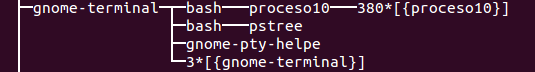 ├─gnome-terminal─┬─bash───proceso10───380*[{proceso10}]
├─bash───pstree
├─gnome-pty-helpe
└─3*[{gnome-terminal}]